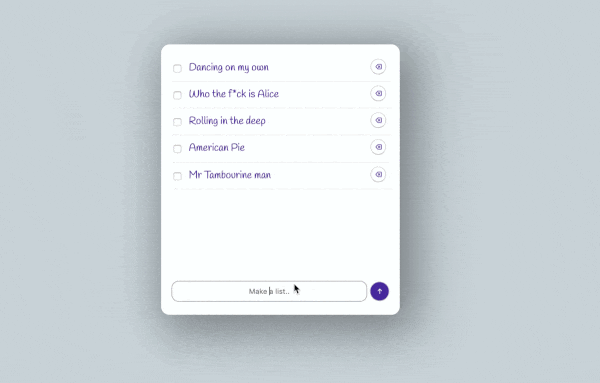 Dancing on my own
Who the f*ck is Alice
Rolling in the deep
American Pie
Mr Tambourine man
Make a list..